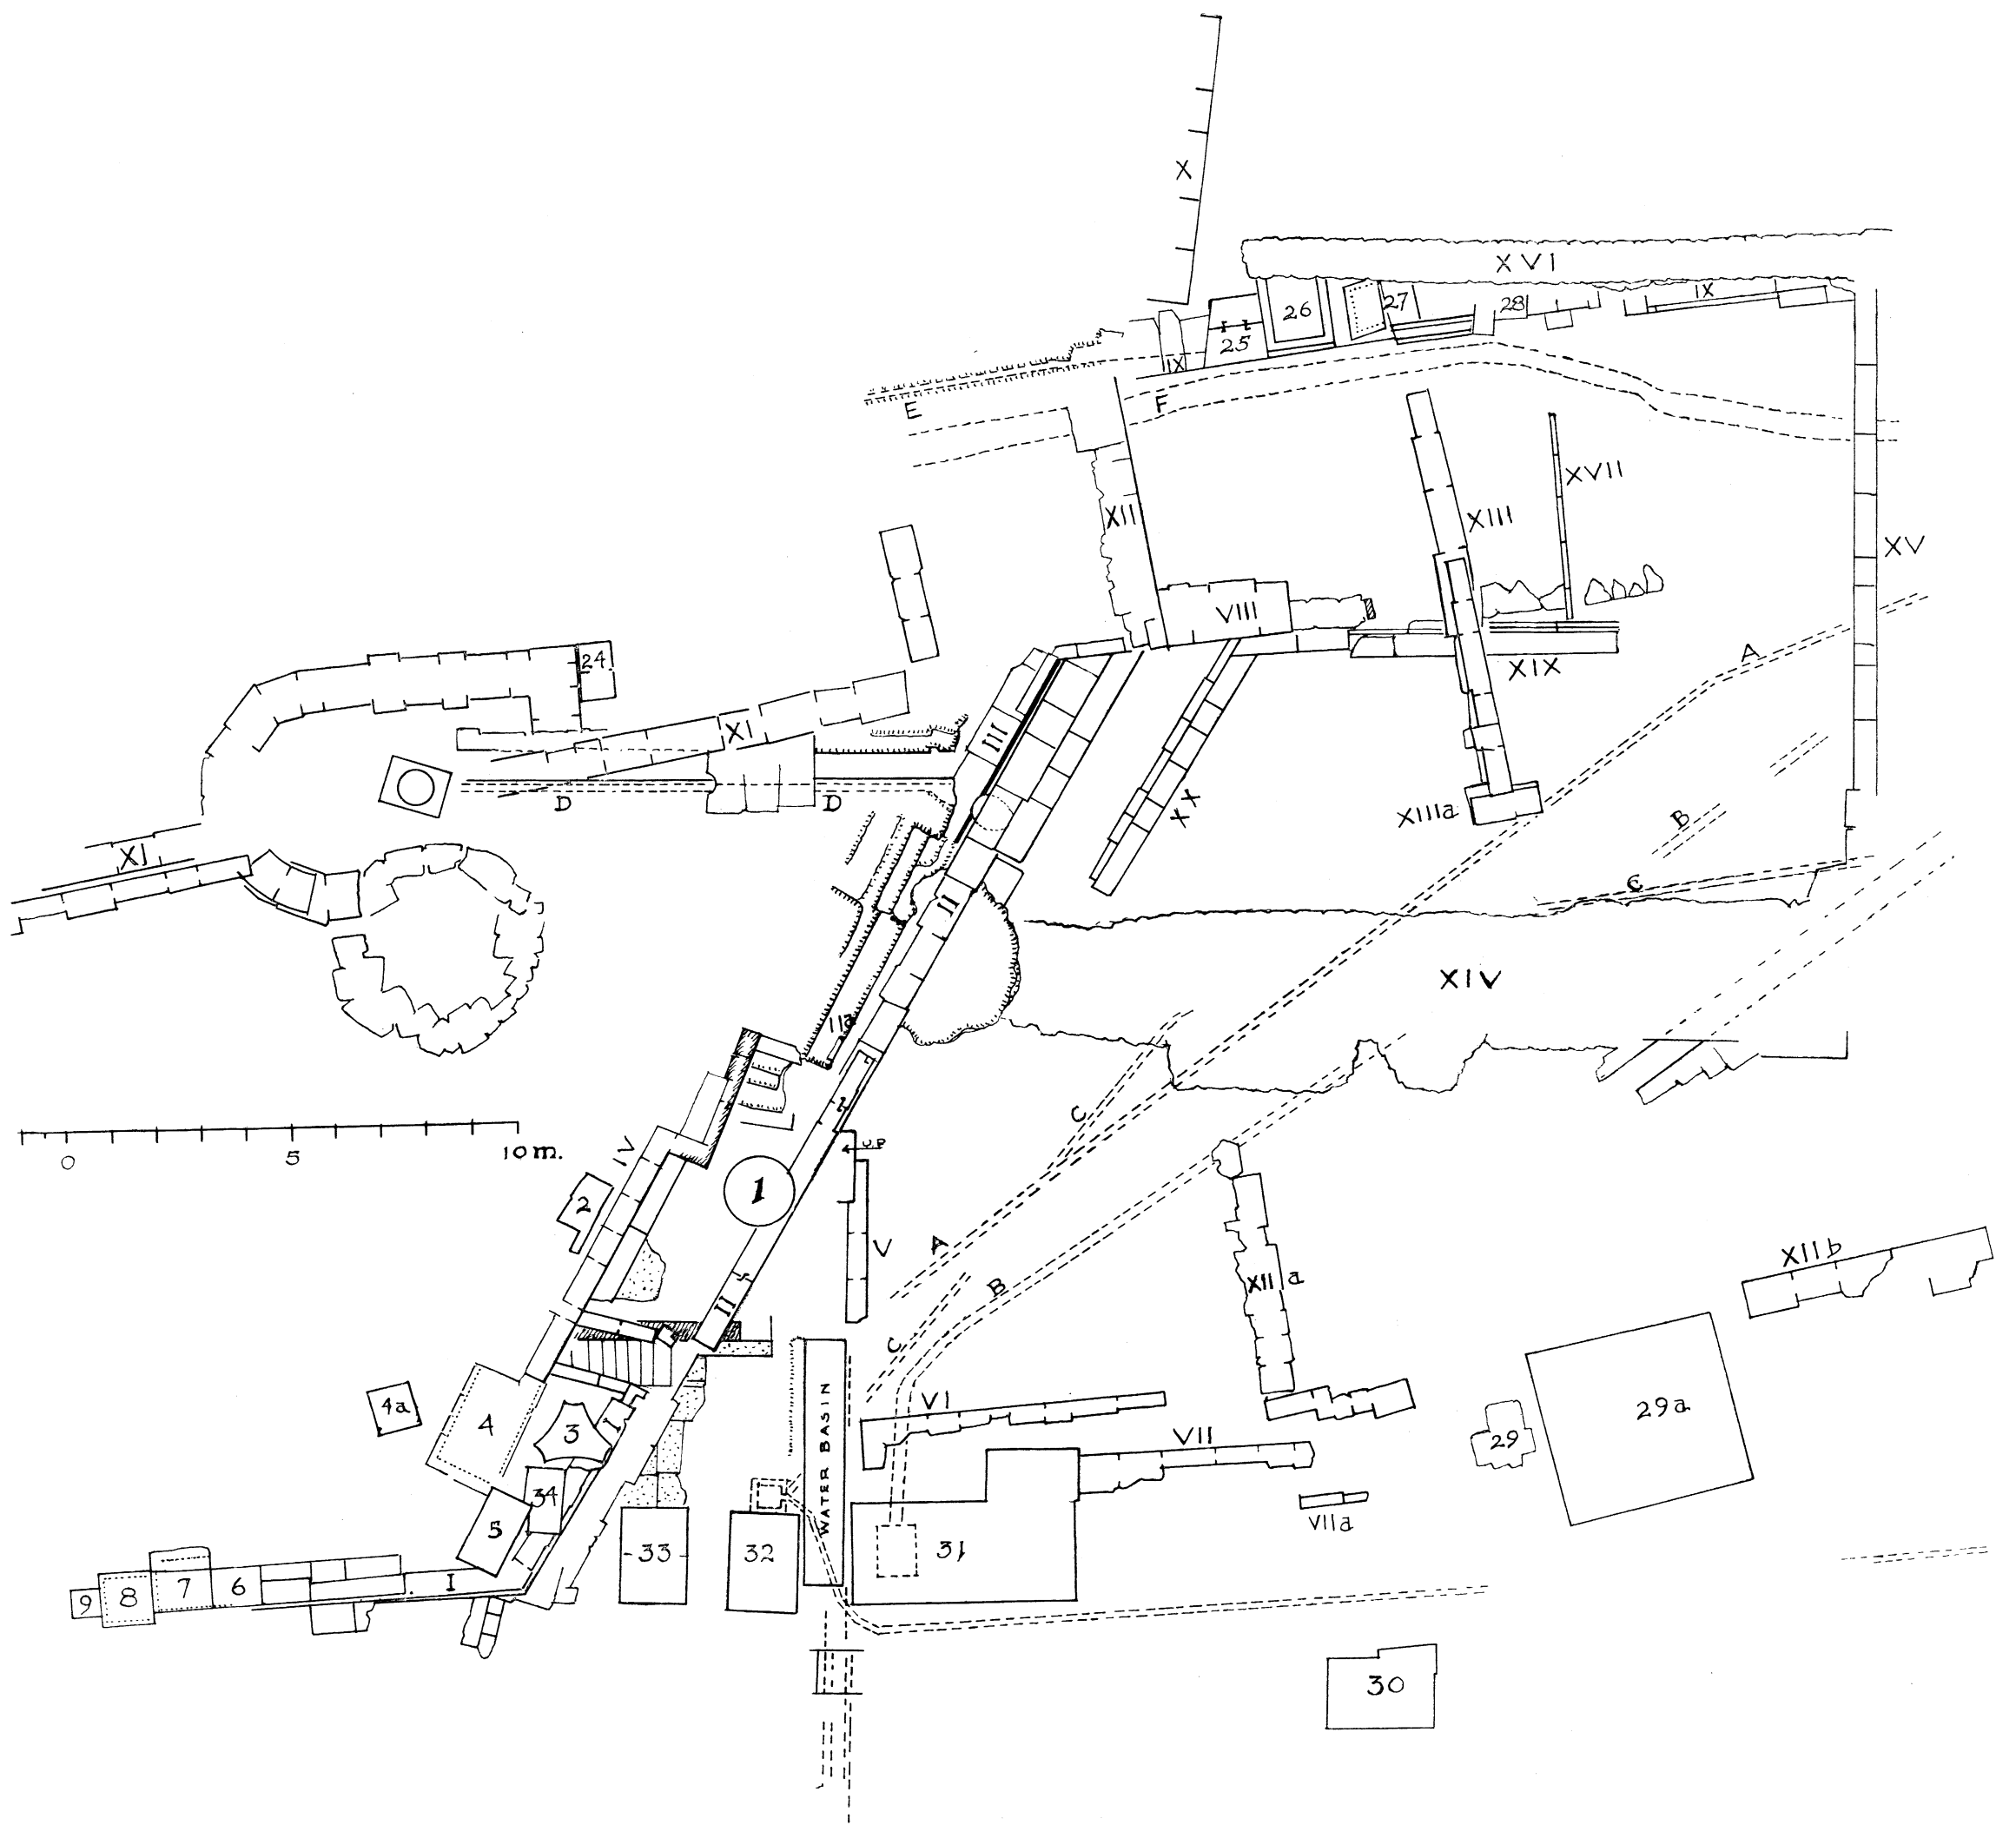 X
XVI
26
27
28
IX
25
IX
E
F
XVII
XII
XIII
XV
VIII
24
XIX
A
XI
III
D
D
XX
XIIIa
B
XI
C
II
XIV
IIa
C
IV
0
5
10 m.
U.P
1
2
V
A
B
XIIa
XIIb
II
C
4a
4
3
I
VI
29a
29
VII
WATER BASIN
34
5
VIIa
33
32
31
9
8
7
6
I
30